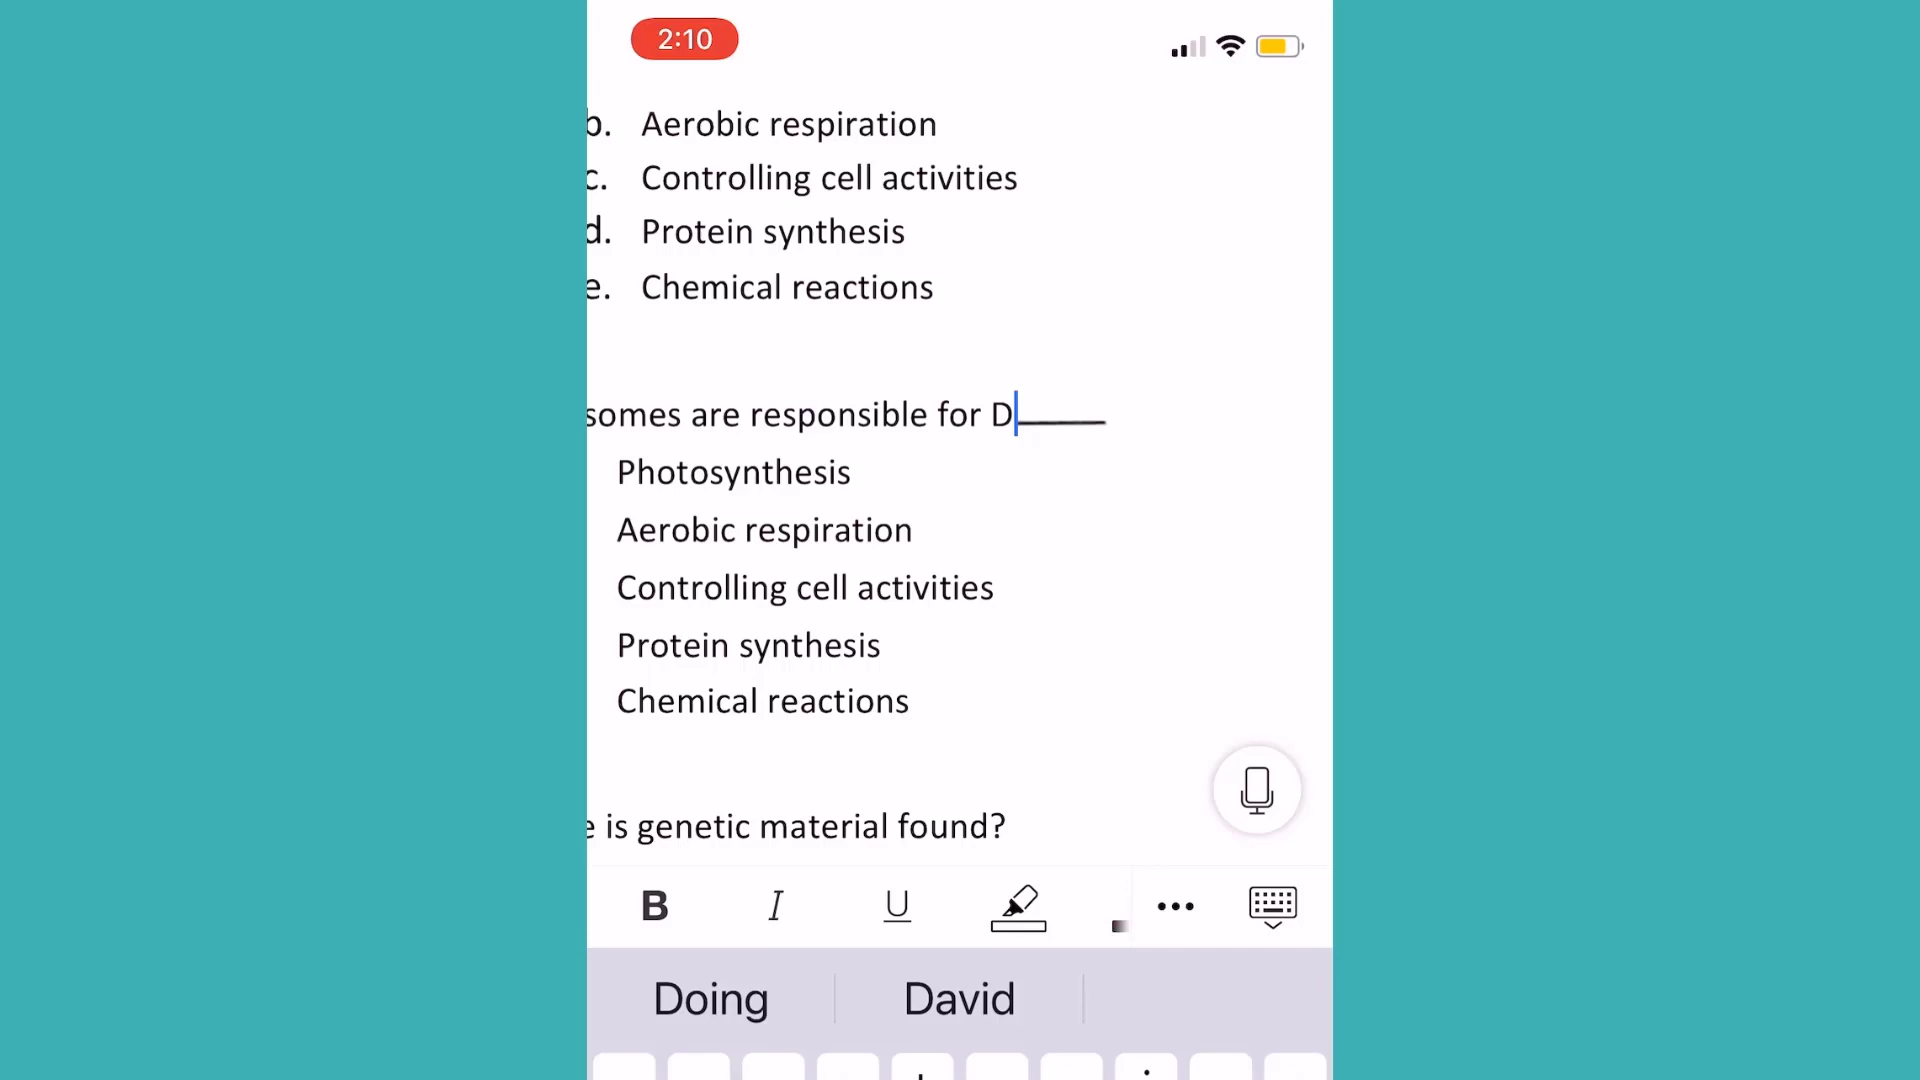 2:10
b. Aerobic respiration
c. Controlling cell activities
d. Protein synthesis
e. Chemical reactions
somes are responsible for D_____
Photosynthesis
Aerobic respiration
Controlling cell activities
Protein synthesis
Chemical reactions
e is genetic material found?
B I U
Doing David